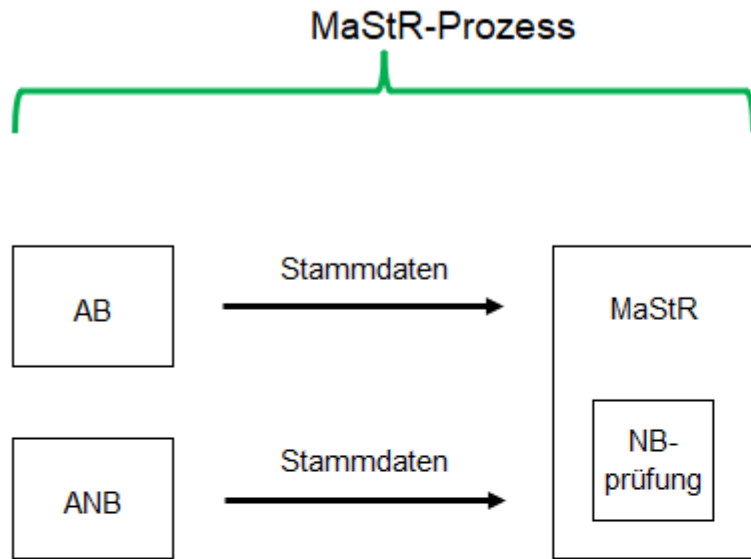 MaStR-Prozess
AB
Stammdaten
MaStR
ANB
Stammdaten
NB-
prüfung